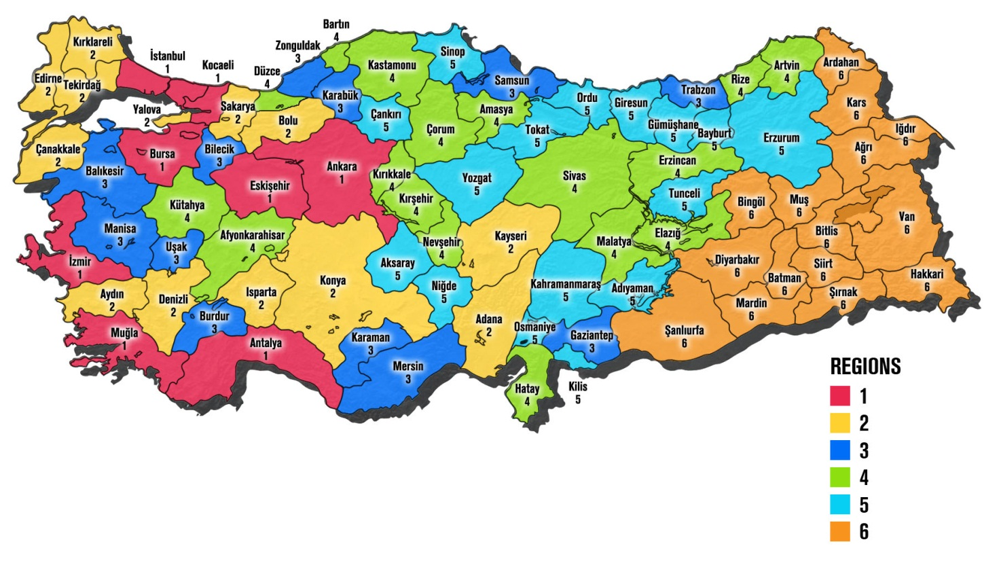 Bartın
4
Zonguldak
3
Kırklareli
2
İstanbul
1
Kocaeli
1
Düzce
4
Kastamonu
4
Sinop
5
Samsun
3
Artvin
4
Ardahan
6
Edirne
2
Tekirdağ
2
Yalova
2
Sakarya
2
Bolu
2
Karabük
3
Çankırı
5
Çorum
4
Amasya
4
Tokat
5
Ordu
5
Giresun
5
Gümüşhane
5
Bayburt
5
Trabzon
3
Rize
4
Erzurum
5
Kars
6
Iğdır
6
Ağrı
6
Çanakkale
2
Balıkesir
3
Bursa
1
Bilecik
3
Eskişehir
1
Ankara
1
Kırıkkale
4
Kırşehir
4
Yozgat
5
Sivas
4
Erzincan
4
Tunceli
5
Bingöl
6
Muş
6
Van
6
Bitlis
6
Kütahya
4
Manisa
3
Uşak
3
Afyonkarahisar
4
İzmir
1
Aksaray
5
Nevşehir
4
Kayseri
2
Malatya
4
Elazığ
4
Diyarbakır
6
Batman
6
Siirt
6
Şırnak
6
Hakkari
6
Aydın
2
Denizli
2
Isparta
2
Konya
2
Niğde
5
Kahramanmaraş
5
Adıyaman
5
Mardin
6
Şanlıurfa
6
Muğla
1
Burdur
3
Antalya
1
Karaman
3
Mersin
3
Adana
2
Osmaniye
5
Gaziantep
3
Hatay
4
Kilis
5
REGIONS
1
2
3
4
5
6